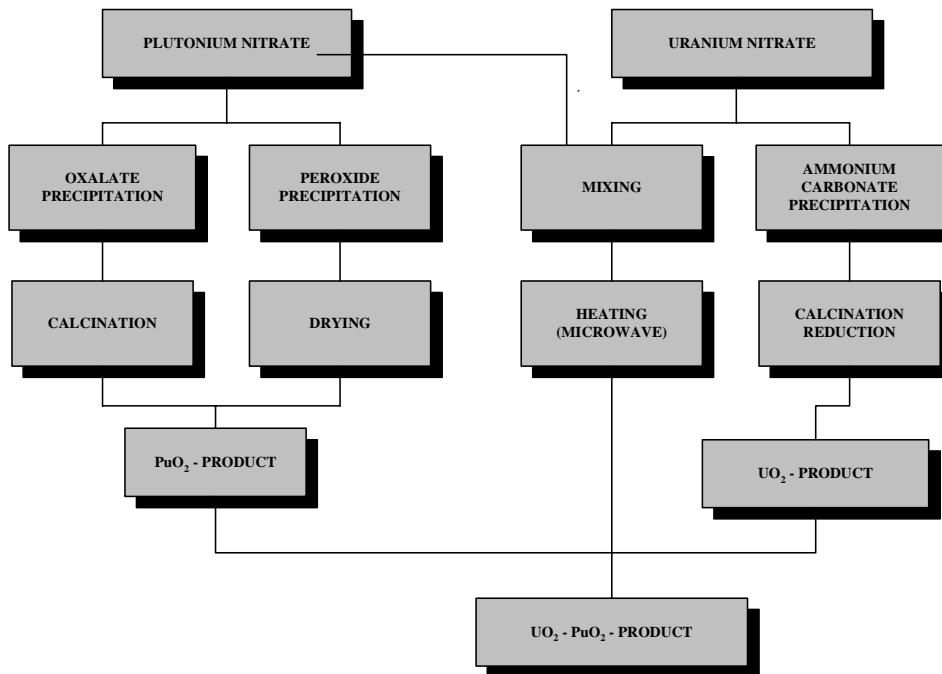 PLUTONIUM NITRATE
URANIUM NITRATE
OXALATE
PRECIPITATION
PEROXIDE
PRECIPITATION
MIXING
AMMONIUM
CARBONATE
PRECIPITATION
CALCINATION
DRYING
HEATING
(MICROWAVE)
CALCINATION
REDUCTION
PuO₂ - PRODUCT
UO₂ - PRODUCT
UO₂ - PuO₂ - PRODUCT